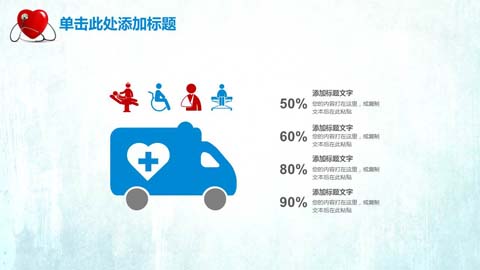 单击此处添加标题
50%
添加标题文字
您的内容打在这里，或复制
文本后在此粘贴
60%
添加标题文字
您的内容打在这里，或复制
文本后在此粘贴
80%
添加标题文字
您的内容打在这里，或复制
文本后在此粘贴
90%
添加标题文字
您的内容打在这里，或复制
文本后在此粘贴